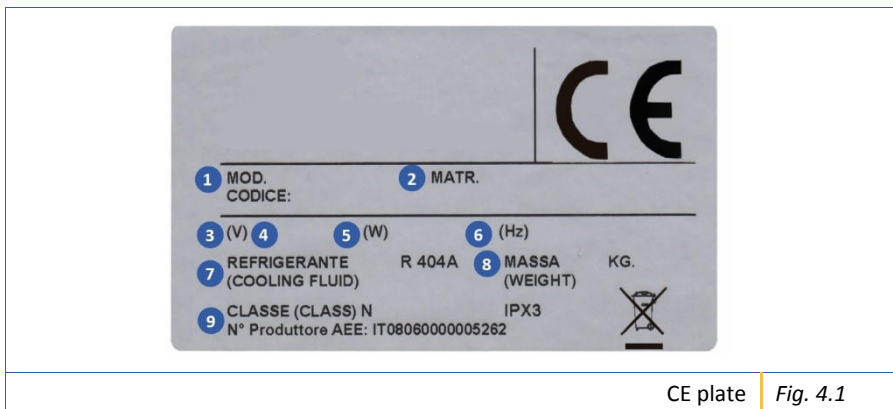 CE
1 MOD. 2 MATR.
CODICE:
3 (V) 4 5 (W) 6 (Hz)
7 REFRIGERANTE R 404A 8 MASSA KG.
(COOLING FLUID) (WEIGHT)
9 CLASSE (CLASS) N IPX3
N° Produttore AEE: IT08060000005262
CE plate Fig. 4.1